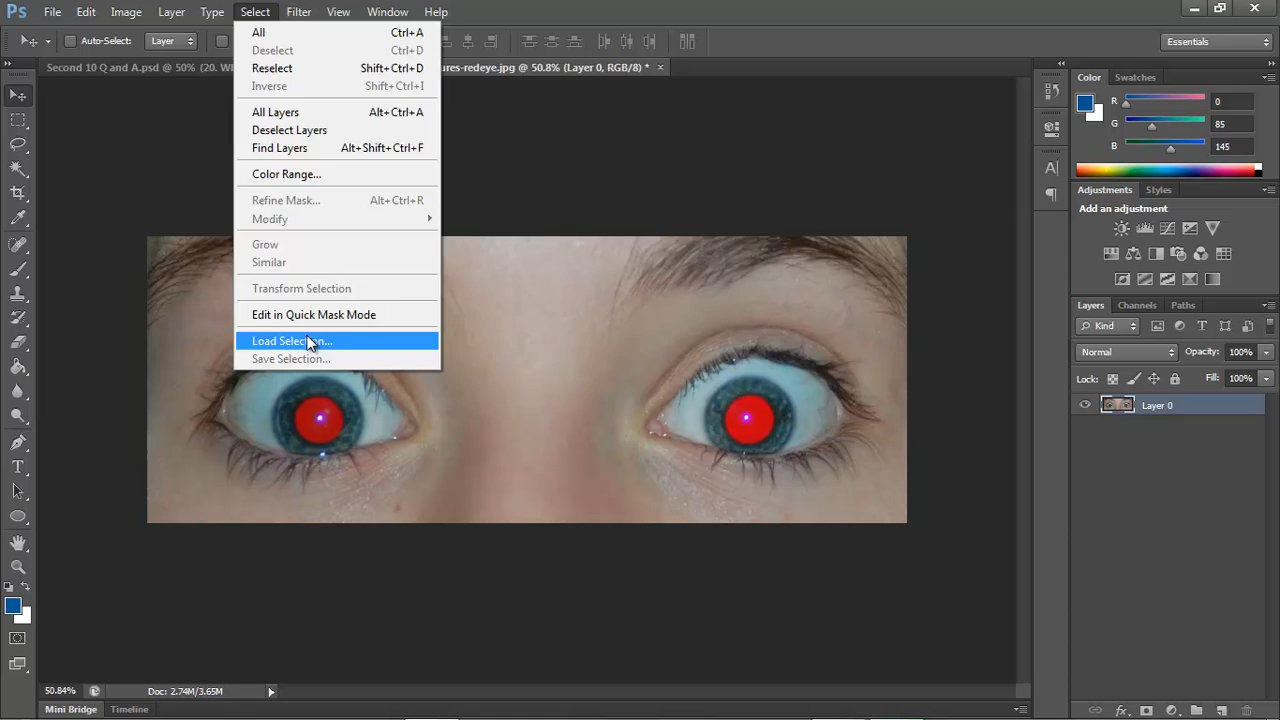 Ps File Edit Image Layer Type Select Filter View Window Help
Auto-Select: Layer Essentials
Second 10 Q and A.psd @ 50% (20. WI ures-redeye.jpg @ 50.8% (Layer 0, RGB/8) * ×
All Ctrl+A
Deselect Ctrl+D
Reselect Shift+Ctrl+D
Inverse Shift+Ctrl+I
All Layers Alt+Ctrl+A
Deselect Layers
Find Layers Alt+Shift+Ctrl+F
Color Range...
Refine Mask... Alt+Ctrl+R
Modify
Grow
Similar
Transform Selection
Edit in Quick Mask Mode
Load Selection...
Save Selection...
Color Swatches
R 0
G 85
B 145
Adjustments Styles
Add an adjustment
Layers Channels Paths
Kind
Normal Opacity: 100%
Lock: Fill: 100%
Layer 0
50.84% Doc: 2.74M/3.65M
Mini Bridge Timeline